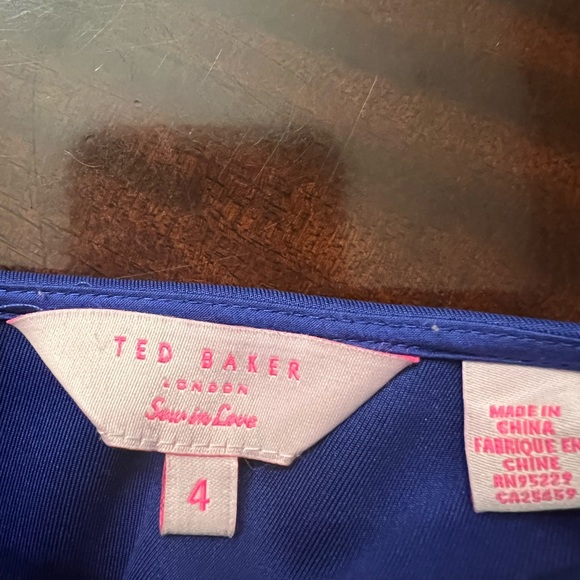 TED BAKER
LONDON
Sew in Love
4
MADE IN
CHINA
FABRIQUE EN
CHINE
RN95229
CA25459